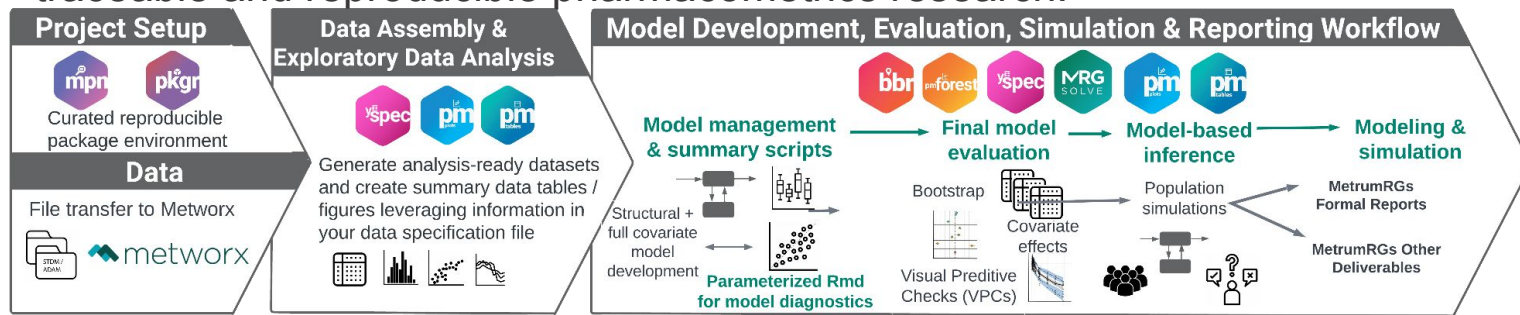 traceable and reproducible pharmacometrics research.
Project Setup
mpn
pkgr
Curated reproducible
package environment
Data
File transfer to Metworx
STDM /
ADAM
metworx
Data Assembly &
Exploratory Data Analysis
yspec
pm
plots
pm
tables
Generate analysis-ready datasets
and create summary data tables /
figures leveraging information in
your data specification file
Model Development, Evaluation, Simulation & Reporting Workflow
bbr
pmforest
yspec
MRG
SOLVE
pm
plots
pm
tables
Model management
& summary scripts
Structural +
full covariate
model
development
Parameterized Rmd
for model diagnostics
Final model
evaluation
Bootstrap
Covariate
effects
Visual Preditive
Checks (VPCs)
Model-based
inference
Population
simulations
Modeling &
simulation
MetrumRGs
Formal Reports
MetrumRGs Other
Deliverables